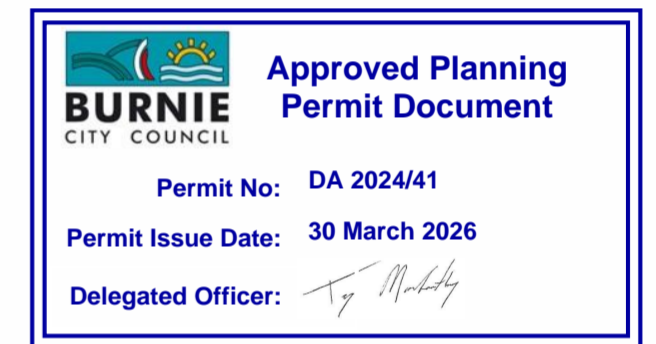 BURNIE
CITY COUNCIL
Approved Planning
Permit Document
Permit No: DA 2024/41
Permit Issue Date: 30 March 2026
Delegated Officer: